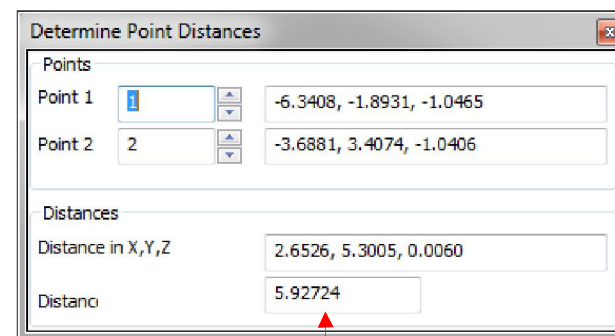 Determine Point Distances
Points
Point 1 1 -6.3408, -1.8931, -1.0465
Point 2 2 -3.6881, 3.4074, -1.0406
Distances
Distance in X,Y,Z 2.6526, 5.3005, 0.0060
Distanc 5.92724